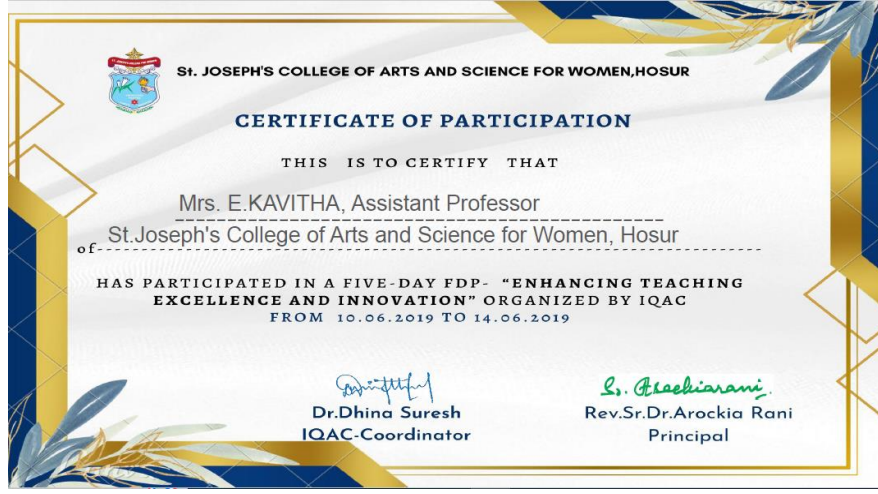 St. JOSEPH'S COLLEGE OF ARTS AND SCIENCE FOR WOMEN,HOSUR
CERTIFICATE OF PARTICIPATION
THIS IS TO CERTIFY THAT
Mrs. E.KAVITHA, Assistant Professor
of St.Joseph's College of Arts and Science for Women, Hosur
HAS PARTICIPATED IN A FIVE-DAY FDP- “ENHANCING TEACHING
EXCELLENCE AND INNOVATION” ORGANIZED BY IQAC
FROM 10.06.2019 TO 14.06.2019
Dr.Dhina Suresh
IQAC-Coordinator
Rev.Sr.Dr.Arockia Rani
Principal